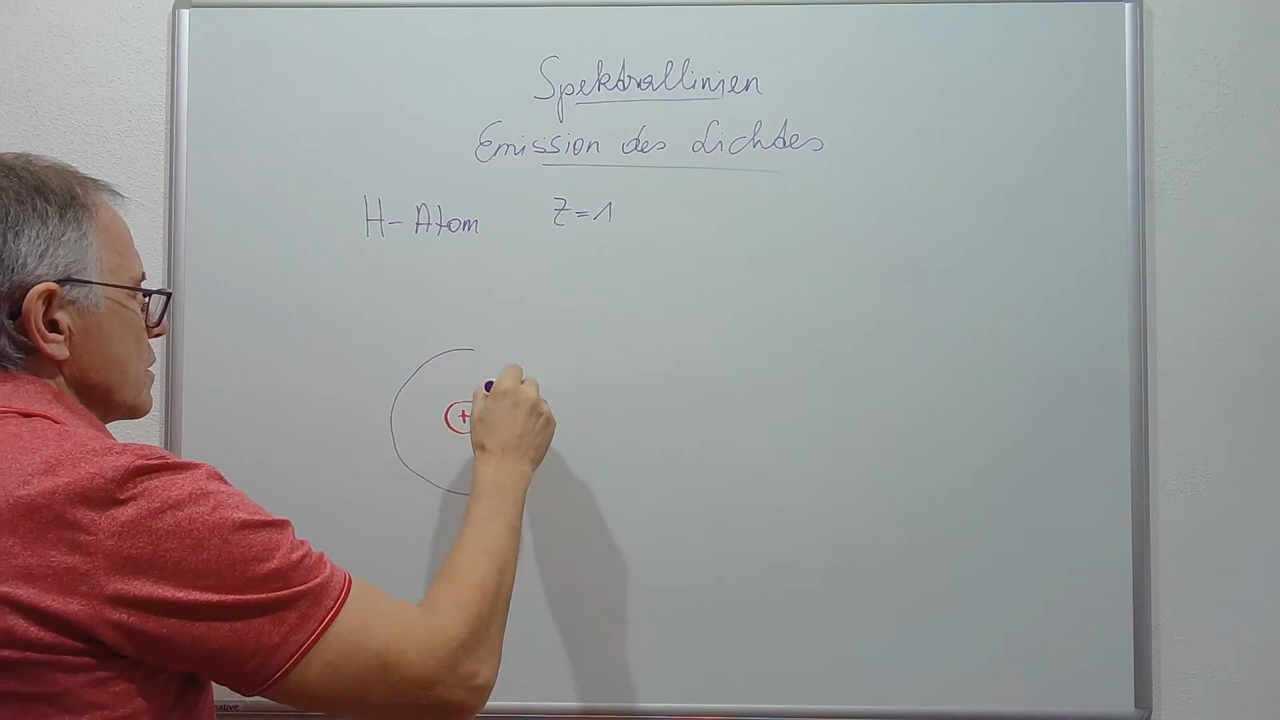 Spektrallinien
Emission des Lichtes
H-Atom Z=1
+